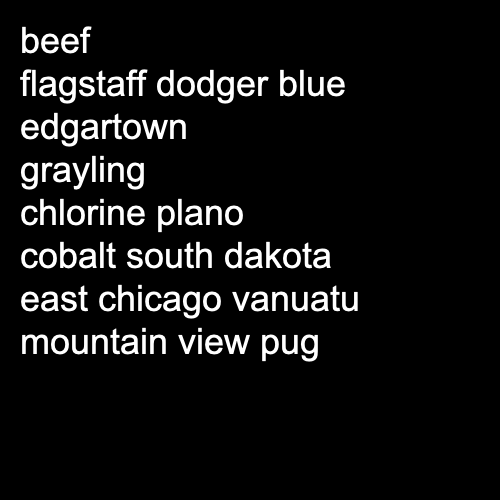 beef
flagstaff dodger blue
edgartown
grayling
chlorine plano
cobalt south dakota
east chicago vanuatu
mountain view pug